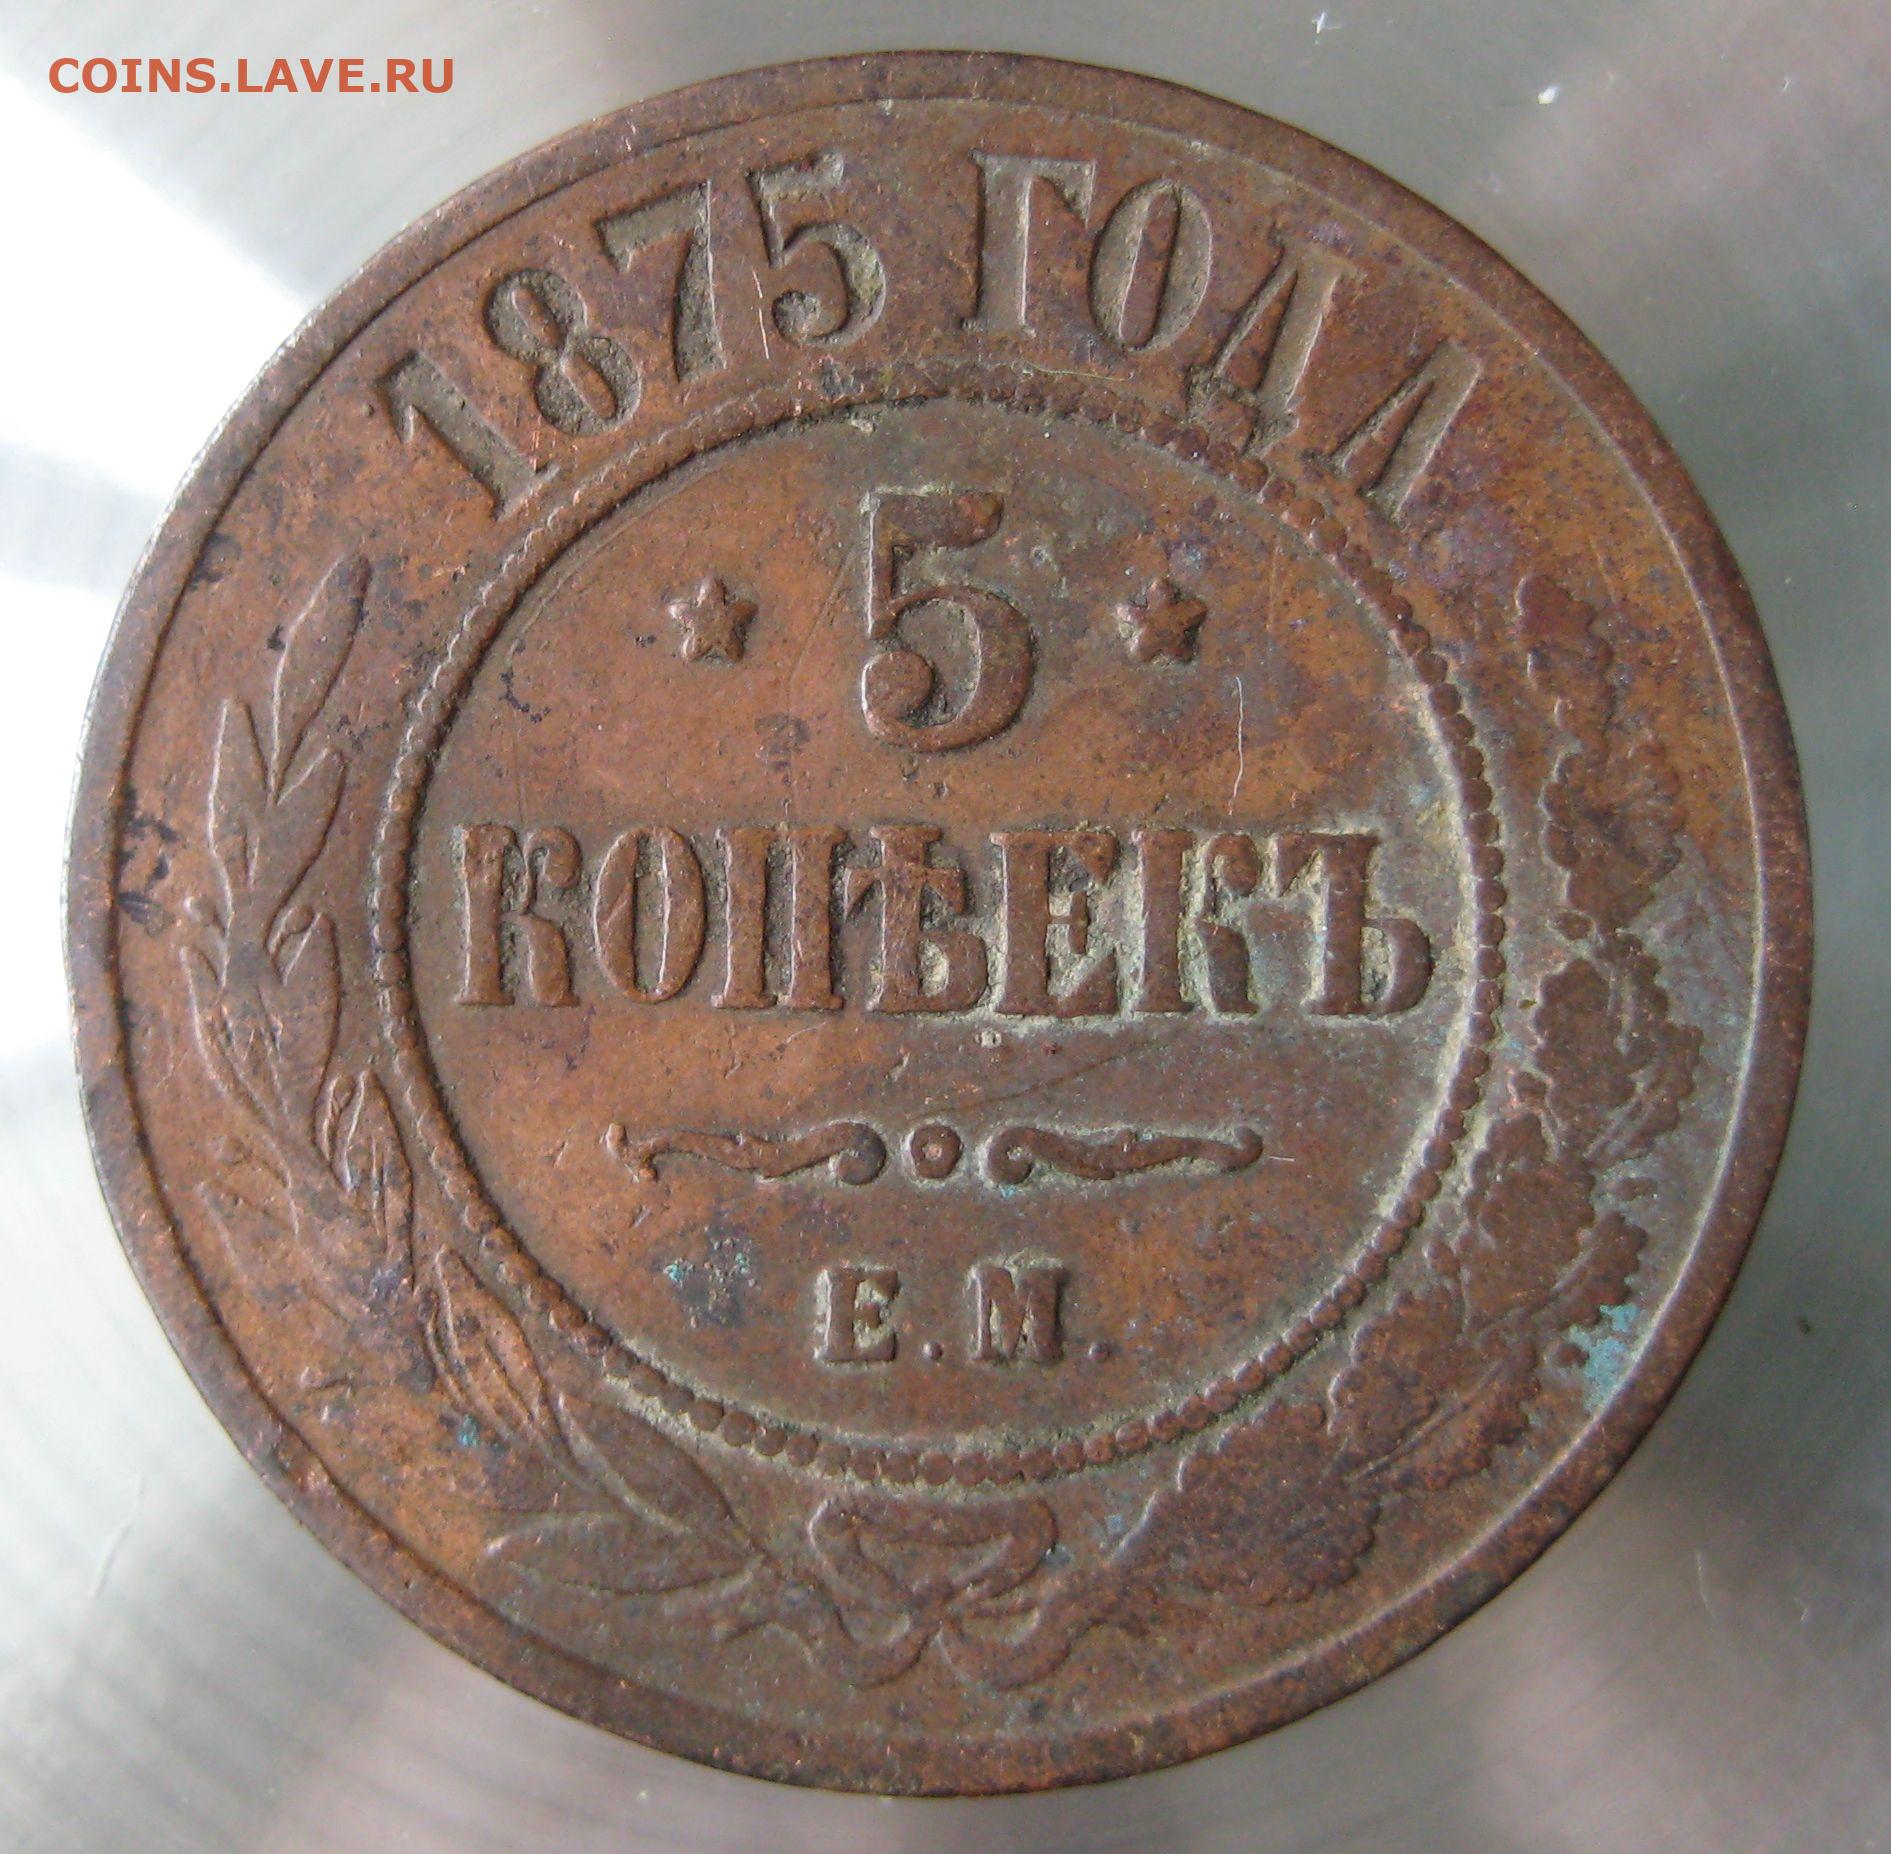 COINS.LAVE.RU
1875 ГОДА
5
КОПѢЕКЪ
Е.М.